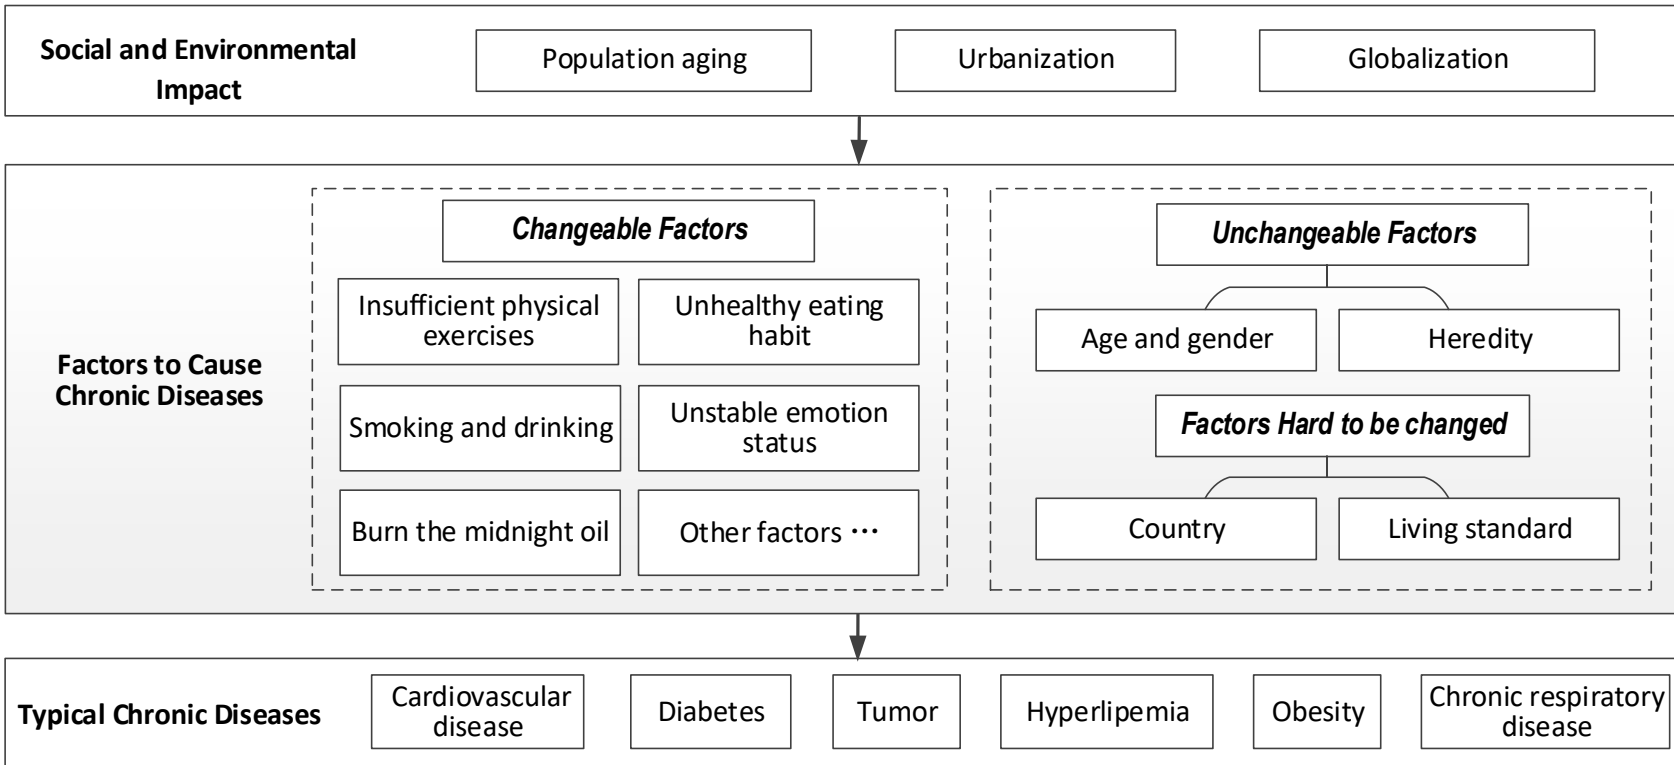 Social and Environmental
Impact
Population aging
Urbanization
Globalization
Factors to Cause
Chronic Diseases
Changeable Factors
Insufficient physical
exercises
Unhealthy eating
habit
Smoking and drinking
Unstable emotion
status
Burn the midnight oil
Other factors ⋯
Unchangeable Factors
Age and gender
Heredity
Factors Hard to be changed
Country
Living standard
Typical Chronic Diseases
Cardiovascular
disease
Diabetes
Tumor
Hyperlipemia
Obesity
Chronic respiratory
disease